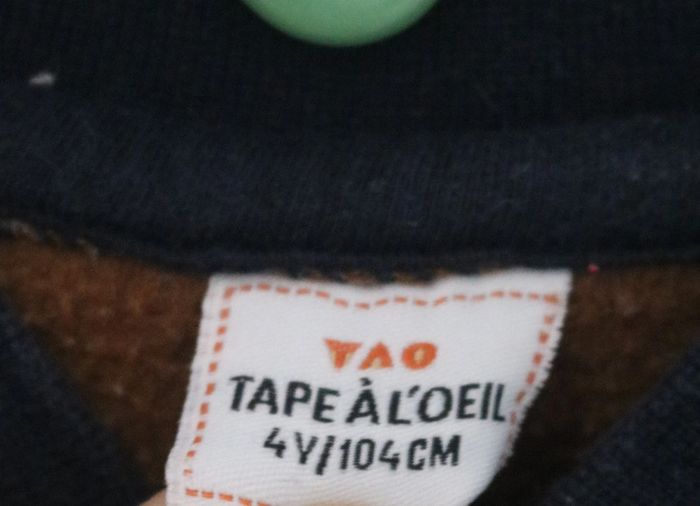 TAO
TAPE À L'OEIL
4Y/104CM